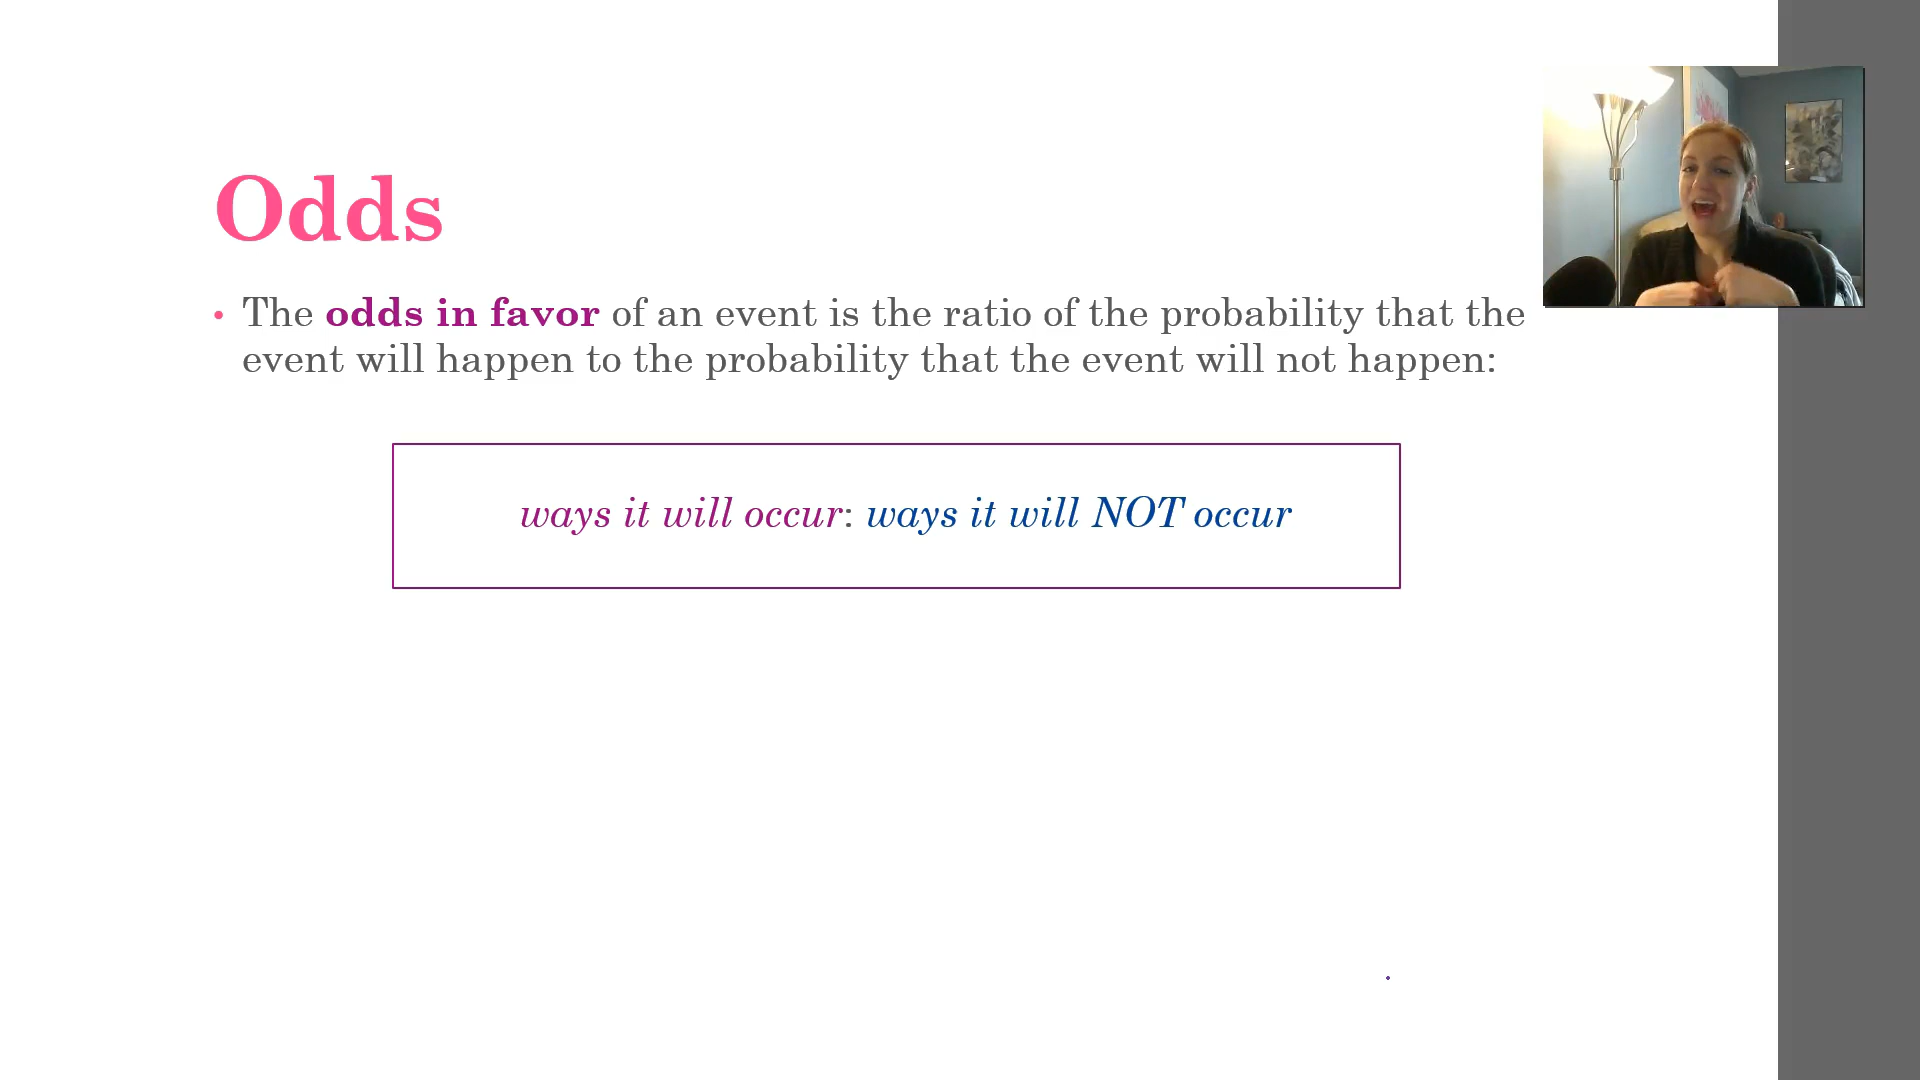 Odds
• The odds in favor of an event is the ratio of the probability that the
event will happen to the probability that the event will not happen:
ways it will occur: ways it will NOT occur